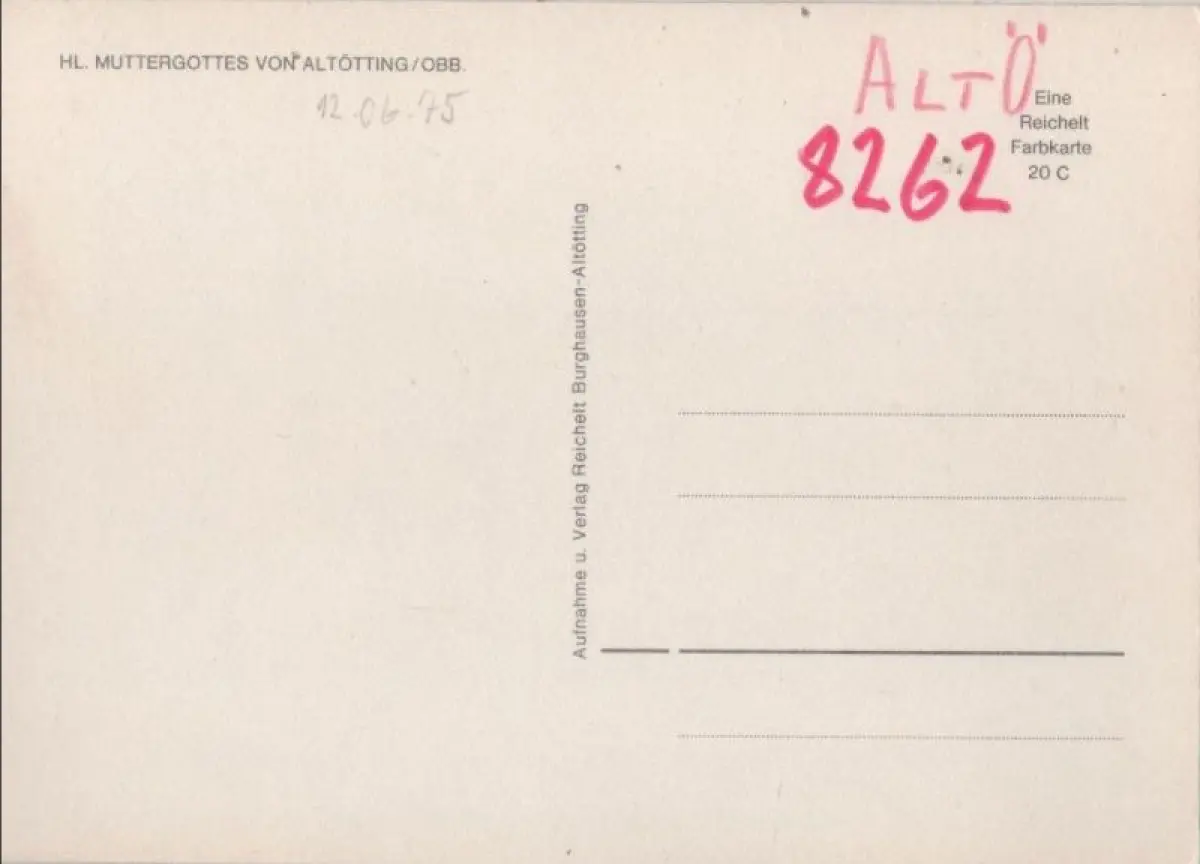 HL. MUTTERGOTTES VON ALTÖTTING/OBB.
12.06.75
ALTÖ
8262
Eine
Reichelt
Farbkarte
20 C
Aufnahme u. Verlag Reichelt Burghausen-Altötting